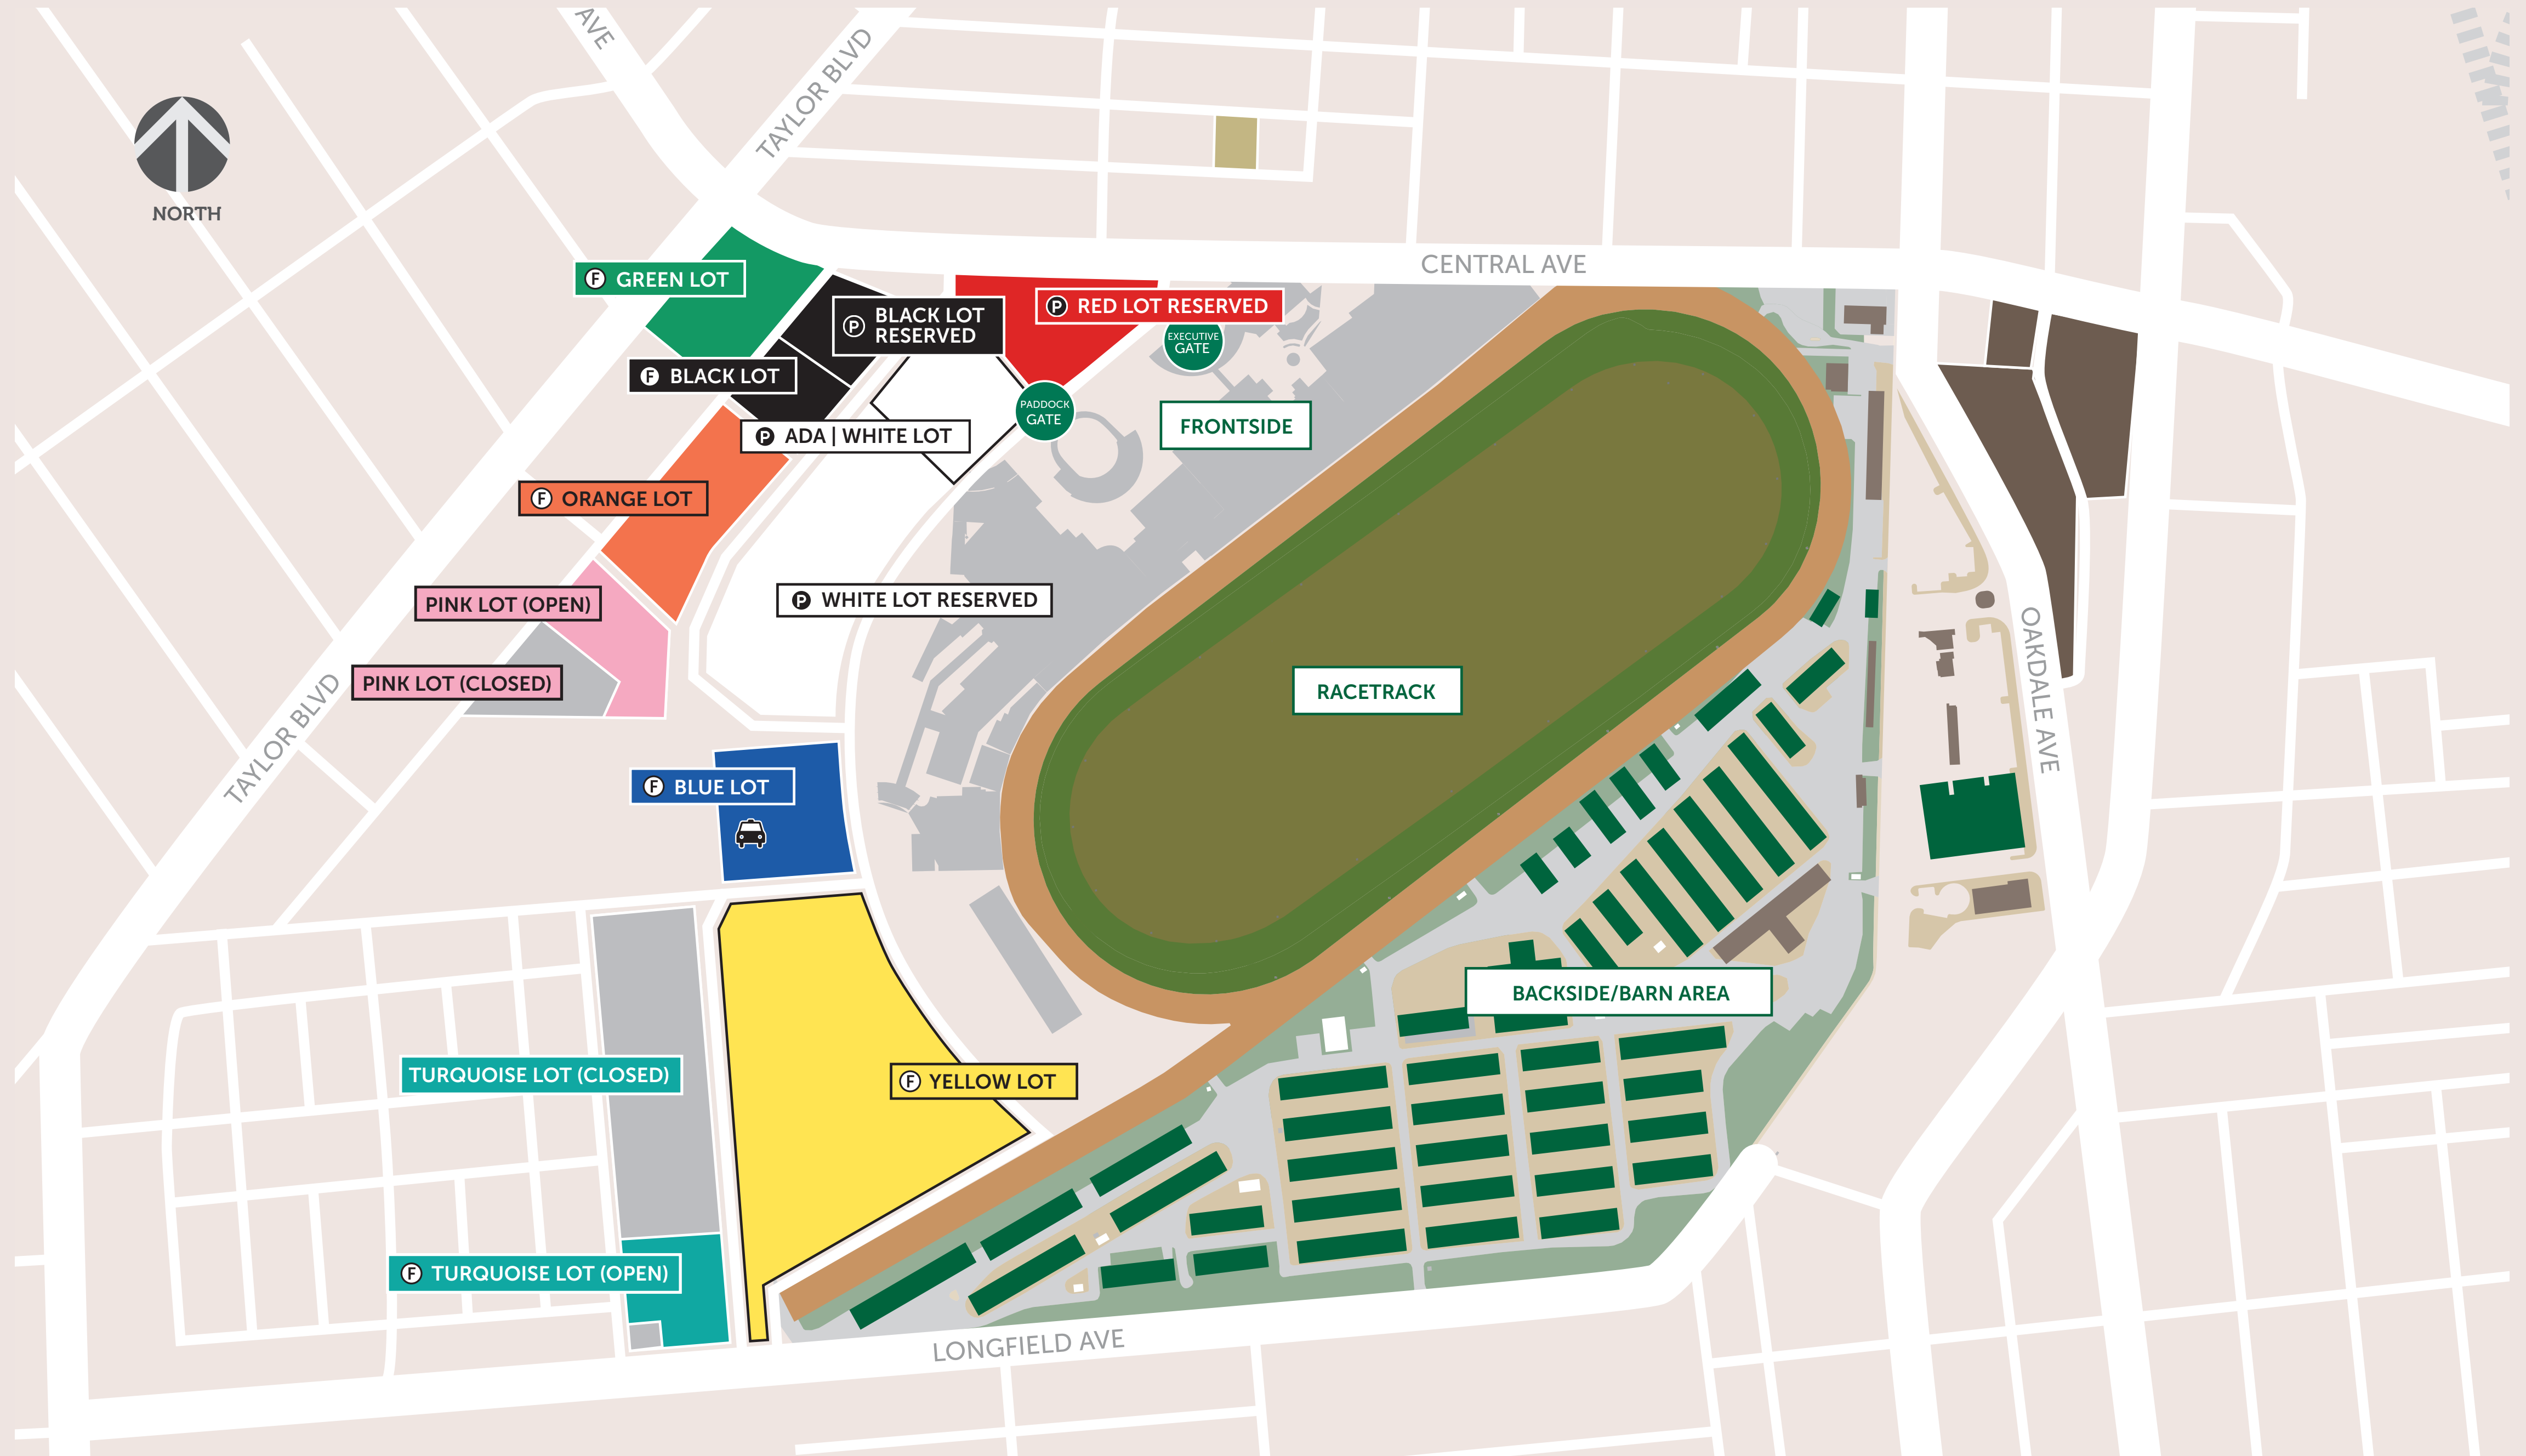 AVE
TAYLOR BLVD
NORTH
CENTRAL AVE
F GREEN LOT
P BLACK LOT
RESERVED
P RED LOT RESERVED
EXECUTIVE
GATE
F BLACK LOT
PADDOCK
GATE
FRONTSIDE
P ADA | WHITE LOT
F ORANGE LOT
PINK LOT (OPEN)
P WHITE LOT RESERVED
PINK LOT (CLOSED)
RACETRACK
OAKDALE AVE
TAYLOR BLVD
F BLUE LOT
BACKSIDE/BARN AREA
TURQUOISE LOT (CLOSED)
F YELLOW LOT
F TURQUOISE LOT (OPEN)
LONGFIELD AVE